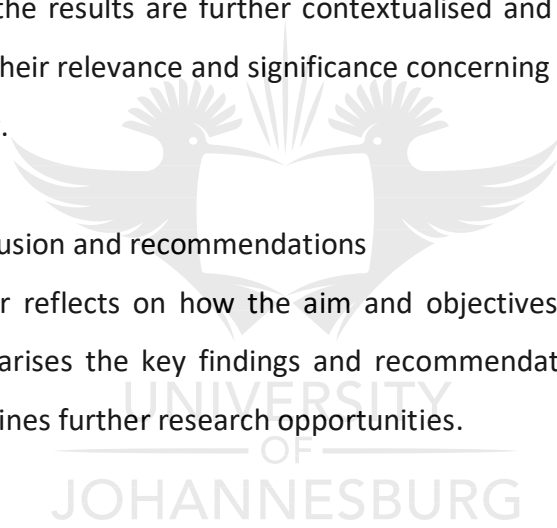 the results are further contextualised and
heir relevance and significance concerning
.
usion and recommendations
r reflects on how the aim and objectives
arises the key findings and recommendat
ines further research opportunities.
UNIVERSITY
OF
JOHANNESBURG